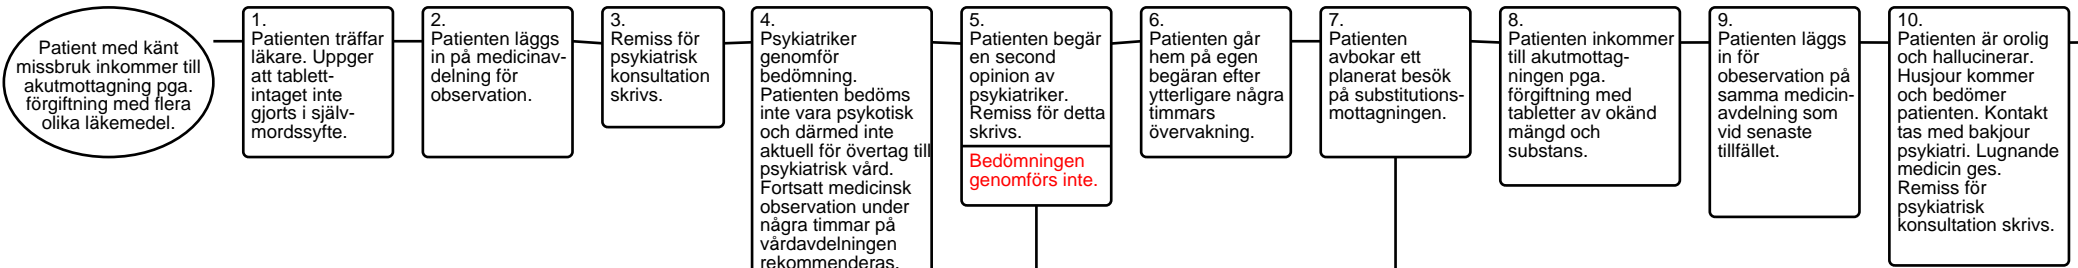 Patient med känt
missbruk inkommer till
akutmottagning pga.
förgiftning med flera
olika läkemedel.
1.
Patienten träffar
läkare. Uppger
att tablett-
intaget inte
gjorts i själv-
mordssyfte.
2.
Patienten läggs
in på medicinav-
delning för
observation.
3.
Remiss för
psykiatrisk
konsultation
skrivs.
4.
Psykiatriker
genomför
bedömning.
Patienten bedöms
inte vara psykotisk
och därmed inte
aktuell för övertag till
psykiatrisk vård.
Fortsatt medicinsk
observation under
några timmar på
vårdavdelningen
rekommenderas.
5.
Patienten begär
en second
opinion av
psykiatriker.
Remiss för detta
skrivs.
Bedömningen
genomförs inte.
6.
Patienten går
hem på egen
begäran efter
ytterligare några
timmars
övervakning.
7.
Patienten
avbokar ett
planerat besök
på substitutions-
mottagningen.
8.
Patienten inkommer
till akutmottag-
ningen pga.
förgiftning med
tabletter av okänd
mängd och
substans.
9.
Patienten läggs
in för
obeservation på
samma medicin-
avdelning som
vid senaste
tillfället.
10.
Patienten är orolig
och hallucinerar.
Husjour kommer
och bedömer
patienten. Kontakt
tas med bakjour
psykiatri. Lugnande
medicin ges.
Remiss för
psykiatrisk
konsultation skrivs.